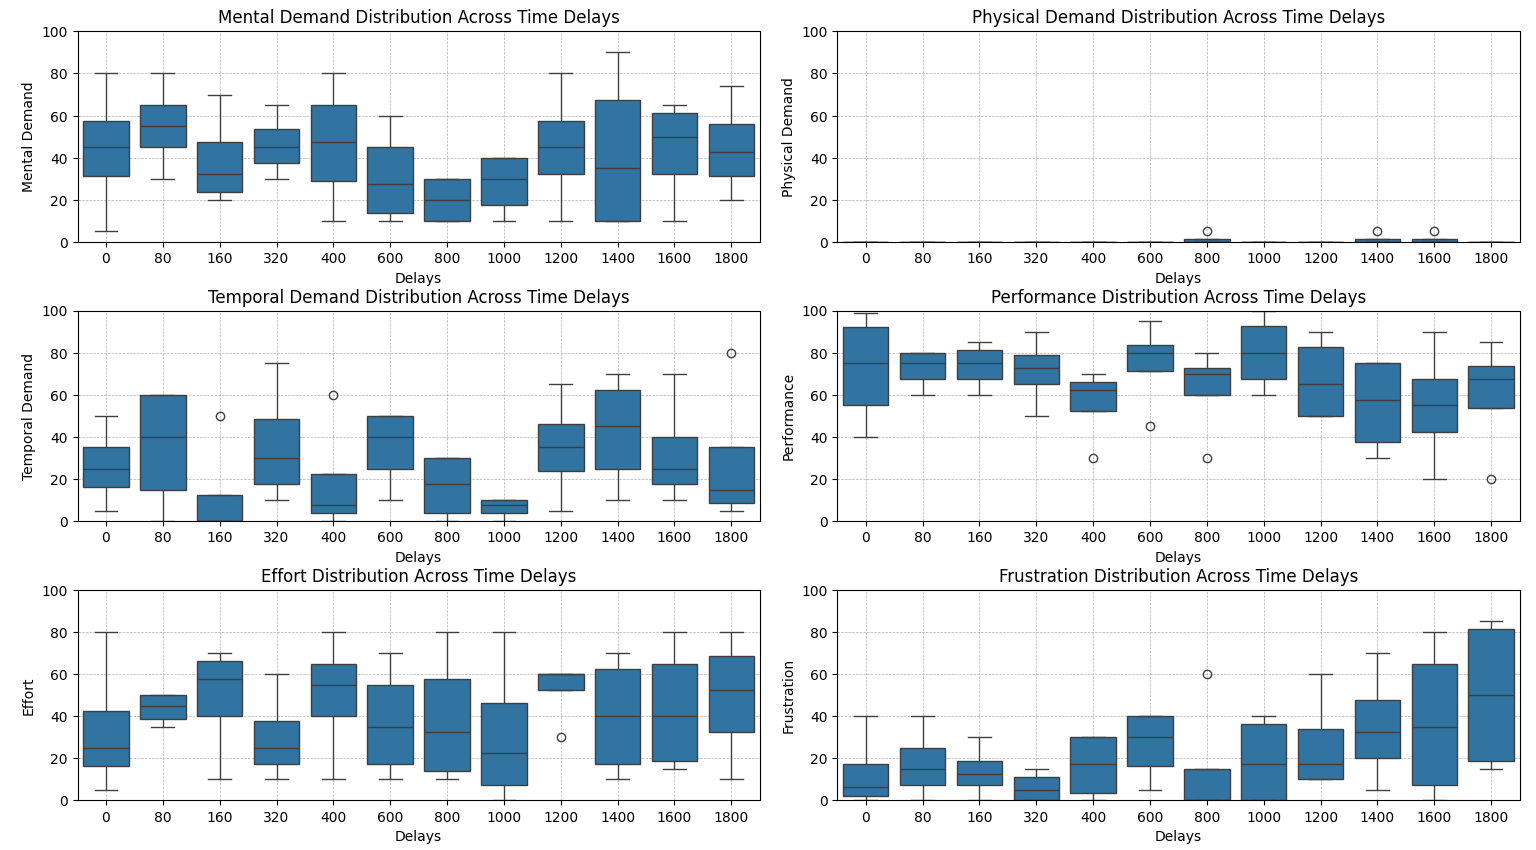 Mental Demand Distribution Across Time Delays
Mental Demand
100
80
60
40
20
0
0 80 160 320 400 600 800 1000 1200 1400 1600 1800
Delays
Physical Demand Distribution Across Time Delays
Physical Demand
100
80
60
40
20
0
0 80 160 320 400 600 800 1000 1200 1400 1600 1800
Delays
Temporal Demand Distribution Across Time Delays
Temporal Demand
100
80
60
40
20
0
0 80 160 320 400 600 800 1000 1200 1400 1600 1800
Delays
Performance Distribution Across Time Delays
Performance
100
80
60
40
20
0
0 80 160 320 400 600 800 1000 1200 1400 1600 1800
Delays
Effort Distribution Across Time Delays
Effort
100
80
60
40
20
0
0 80 160 320 400 600 800 1000 1200 1400 1600 1800
Delays
Frustration Distribution Across Time Delays
Frustration
100
80
60
40
20
0
0 80 160 320 400 600 800 1000 1200 1400 1600 1800
Delays